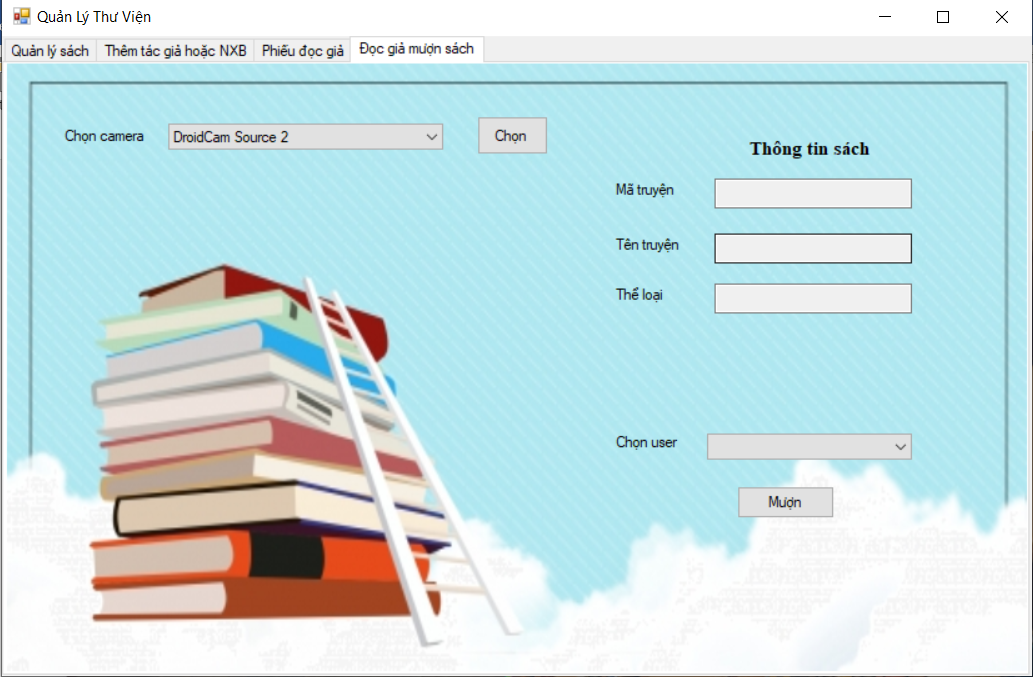 Quản Lý Thư Viện
Quản lý sách Thêm tác giả hoặc NXB Phiếu đọc giả Đọc giả mượn sách
Chọn camera DroidCam Source 2 Chọn
Thông tin sách
Mã truyện
Tên truyện
Thể loại
Chọn user
Mượn